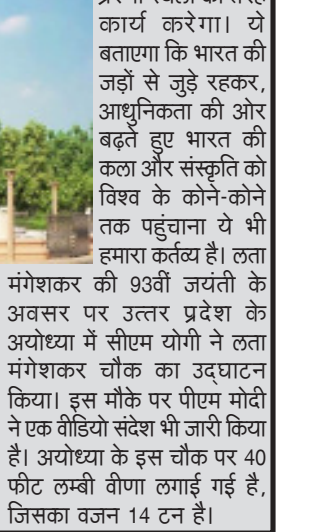 कार्य करेगा। ये
बताएगा कि भारत की
जड़ों से जुड़े रहकर,
आधुनिकता की ओर
बढ़ते हुए भारत की
कला और संस्कृति को
विश्व के कोने-कोने
तक पहुंचाना ये भी
हमारा कर्तव्य है। लता
मंगेशकर की 93वीं जयंती के
अवसर पर उत्तर प्रदेश के
अयोध्या में सीएम योगी ने लता
मंगेशकर चौक का उद्घाटन
किया। इस मौके पर पीएम मोदी
ने एक वीडियो संदेश भी जारी किया
है। अयोध्या के इस चौक पर 40
फीट लम्बी वीणा लगाई गई है,
जिसका वजन 14 टन है।